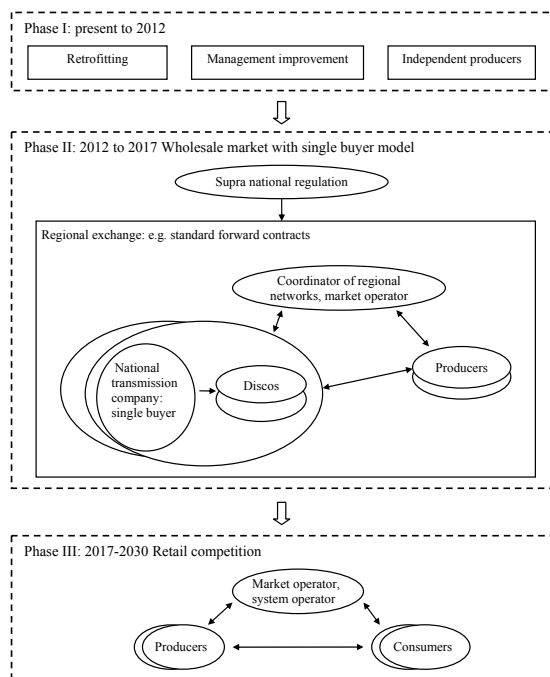 Phase I: present to 2012
Retrofitting
Management improvement
Independent producers
Phase II: 2012 to 2017 Wholesale market with single buyer model
Supra national regulation
Regional exchange: e.g. standard forward contracts
Coordinator of regional
networks, market operator
National
transmission
company:
single buyer
Discos
Producers
Phase III: 2017-2030 Retail competition
Market operator,
system operator
Producers
Consumers